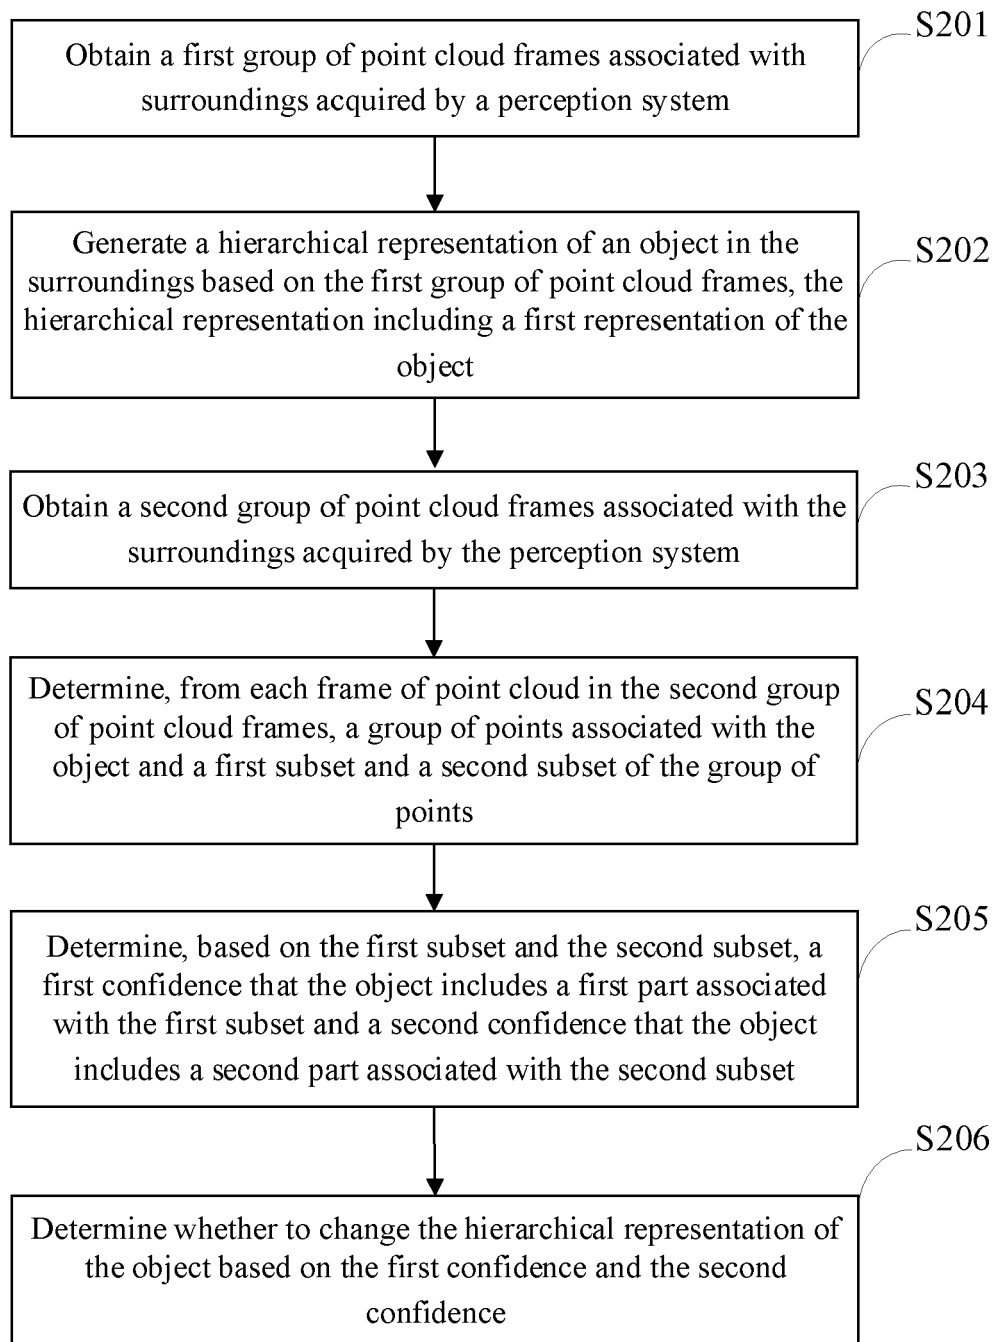 S201
Obtain a first group of point cloud frames associated with
surroundings acquired by a perception system
S202
Generate a hierarchical representation of an object in the
surroundings based on the first group of point cloud frames, the
hierarchical representation including a first representation of the
object
S203
Obtain a second group of point cloud frames associated with the
surroundings acquired by the perception system
S204
Determine, from each frame of point cloud in the second group
of point cloud frames, a group of points associated with the
object and a first subset and a second subset of the group of
points
S205
Determine, based on the first subset and the second subset, a
first confidence that the object includes a first part associated
with the first subset and a second confidence that the object
includes a second part associated with the second subset
S206
Determine whether to change the hierarchical representation of
the object based on the first confidence and the second
confidence